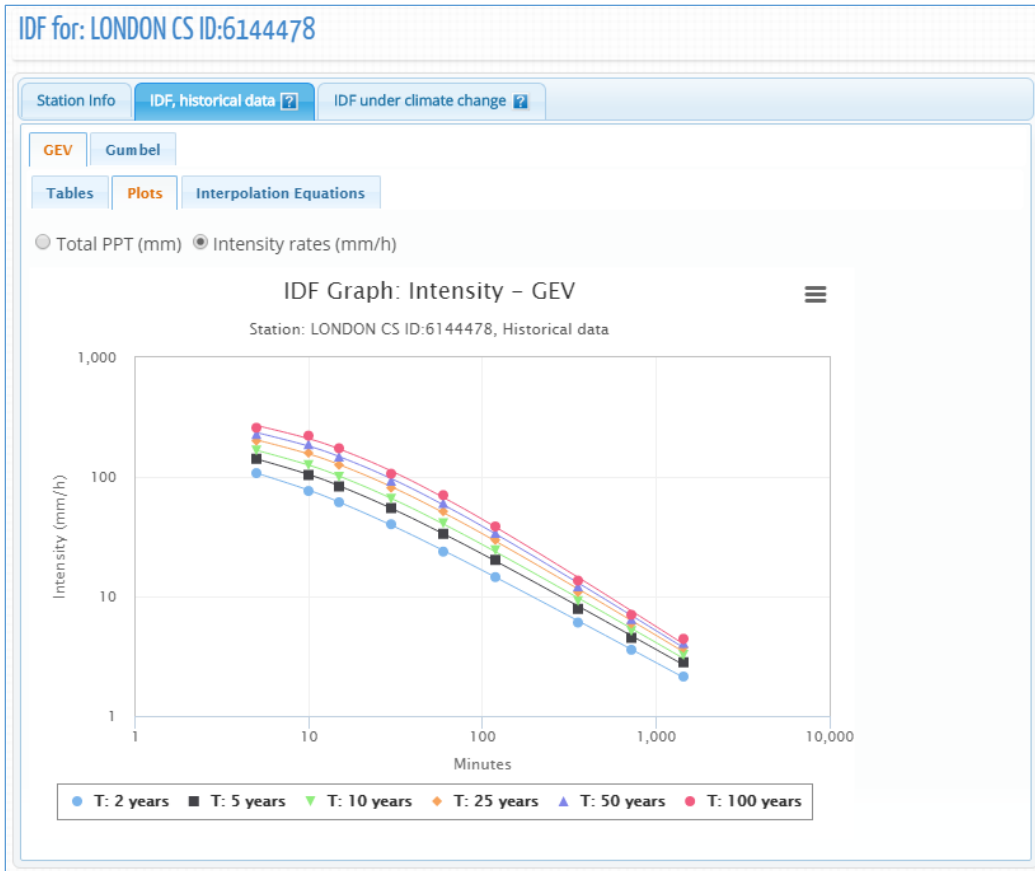 IDF for: LONDON CS ID:6144478
Station Info IDF, historical data ? IDF under climate change ?
GEV Gumbel
Tables Plots Interpolation Equations
Total PPT (mm) Intensity rates (mm/h)
IDF Graph: Intensity – GEV
Station: LONDON CS ID:6144478, Historical data
1,000
100
10
1
Intensity (mm/h)
1 10 100 1,000 10,000
Minutes
T: 2 years T: 5 years T: 10 years T: 25 years T: 50 years T: 100 years